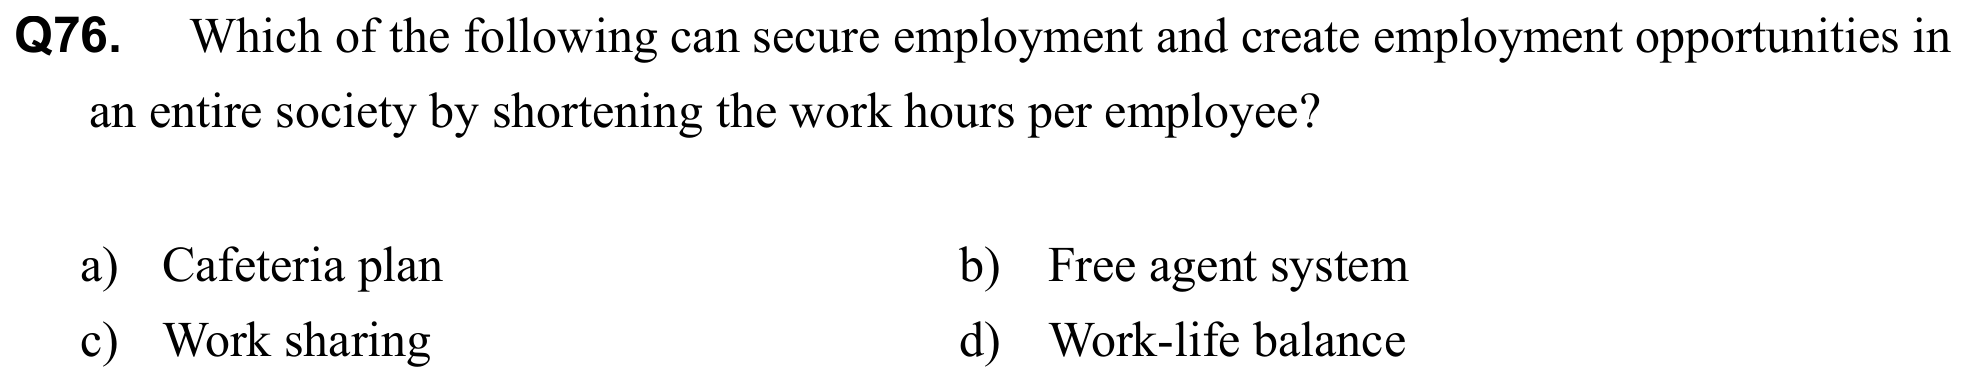 Q76. Which of the following can secure employment and create employment opportunities in
an entire society by shortening the work hours per employee?
a) Cafeteria plan b) Free agent system
c) Work sharing d) Work-life balance